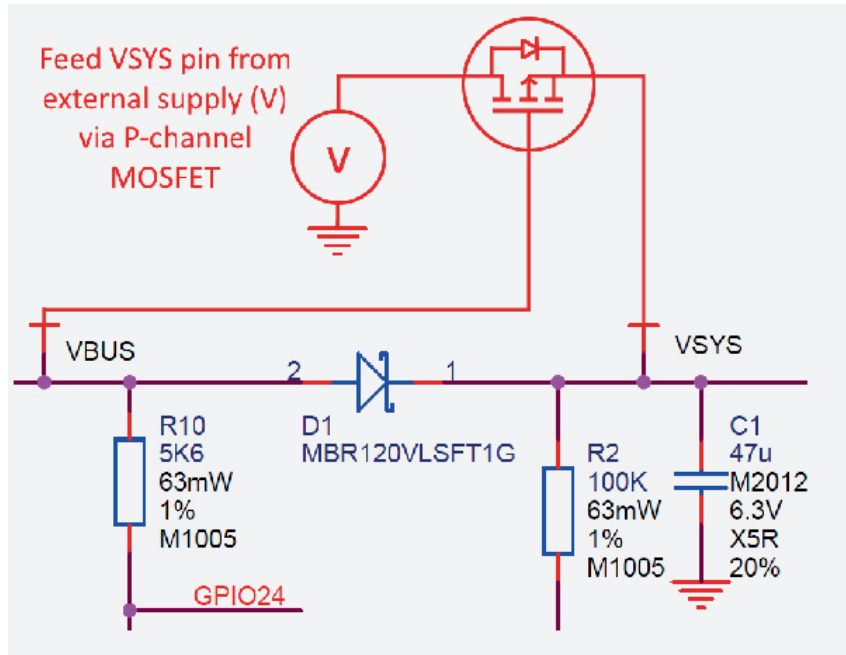 Feed VSYS pin from
external supply (V)
via P-channel
MOSFET
V
VBUS
VSYS
2
1
R10
5K6
63mW
1%
M1005
D1
MBR120VLSFT1G
R2
100K
63mW
1%
M1005
C1
47u
M2012
6.3V
X5R
20%
GPIO24